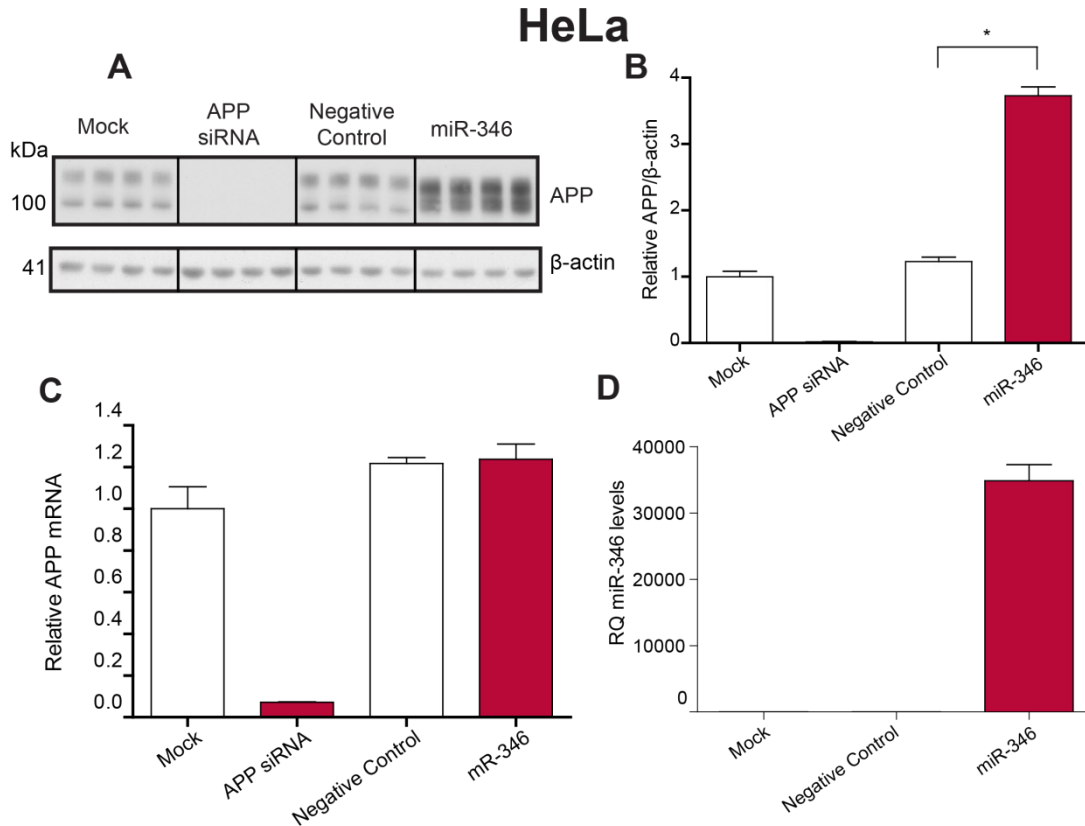 HeLa
A
Mock
APP
siRNA
Negative
Control
miR-346
kDa
100
APP
41
β-actin
B
*
Relative APP/β-actin
4
3
2
1
0
Mock
APP siRNA
Negative Control
miR-346
C
Relative APP mRNA
1.4
1.2
1.0
0.8
0.6
0.4
0.2
0.0
Mock
APP siRNA
Negative Control
mR-346
D
RQ miR-346 levels
40000
30000
20000
10000
0
Mock
Negative Control
miR-346